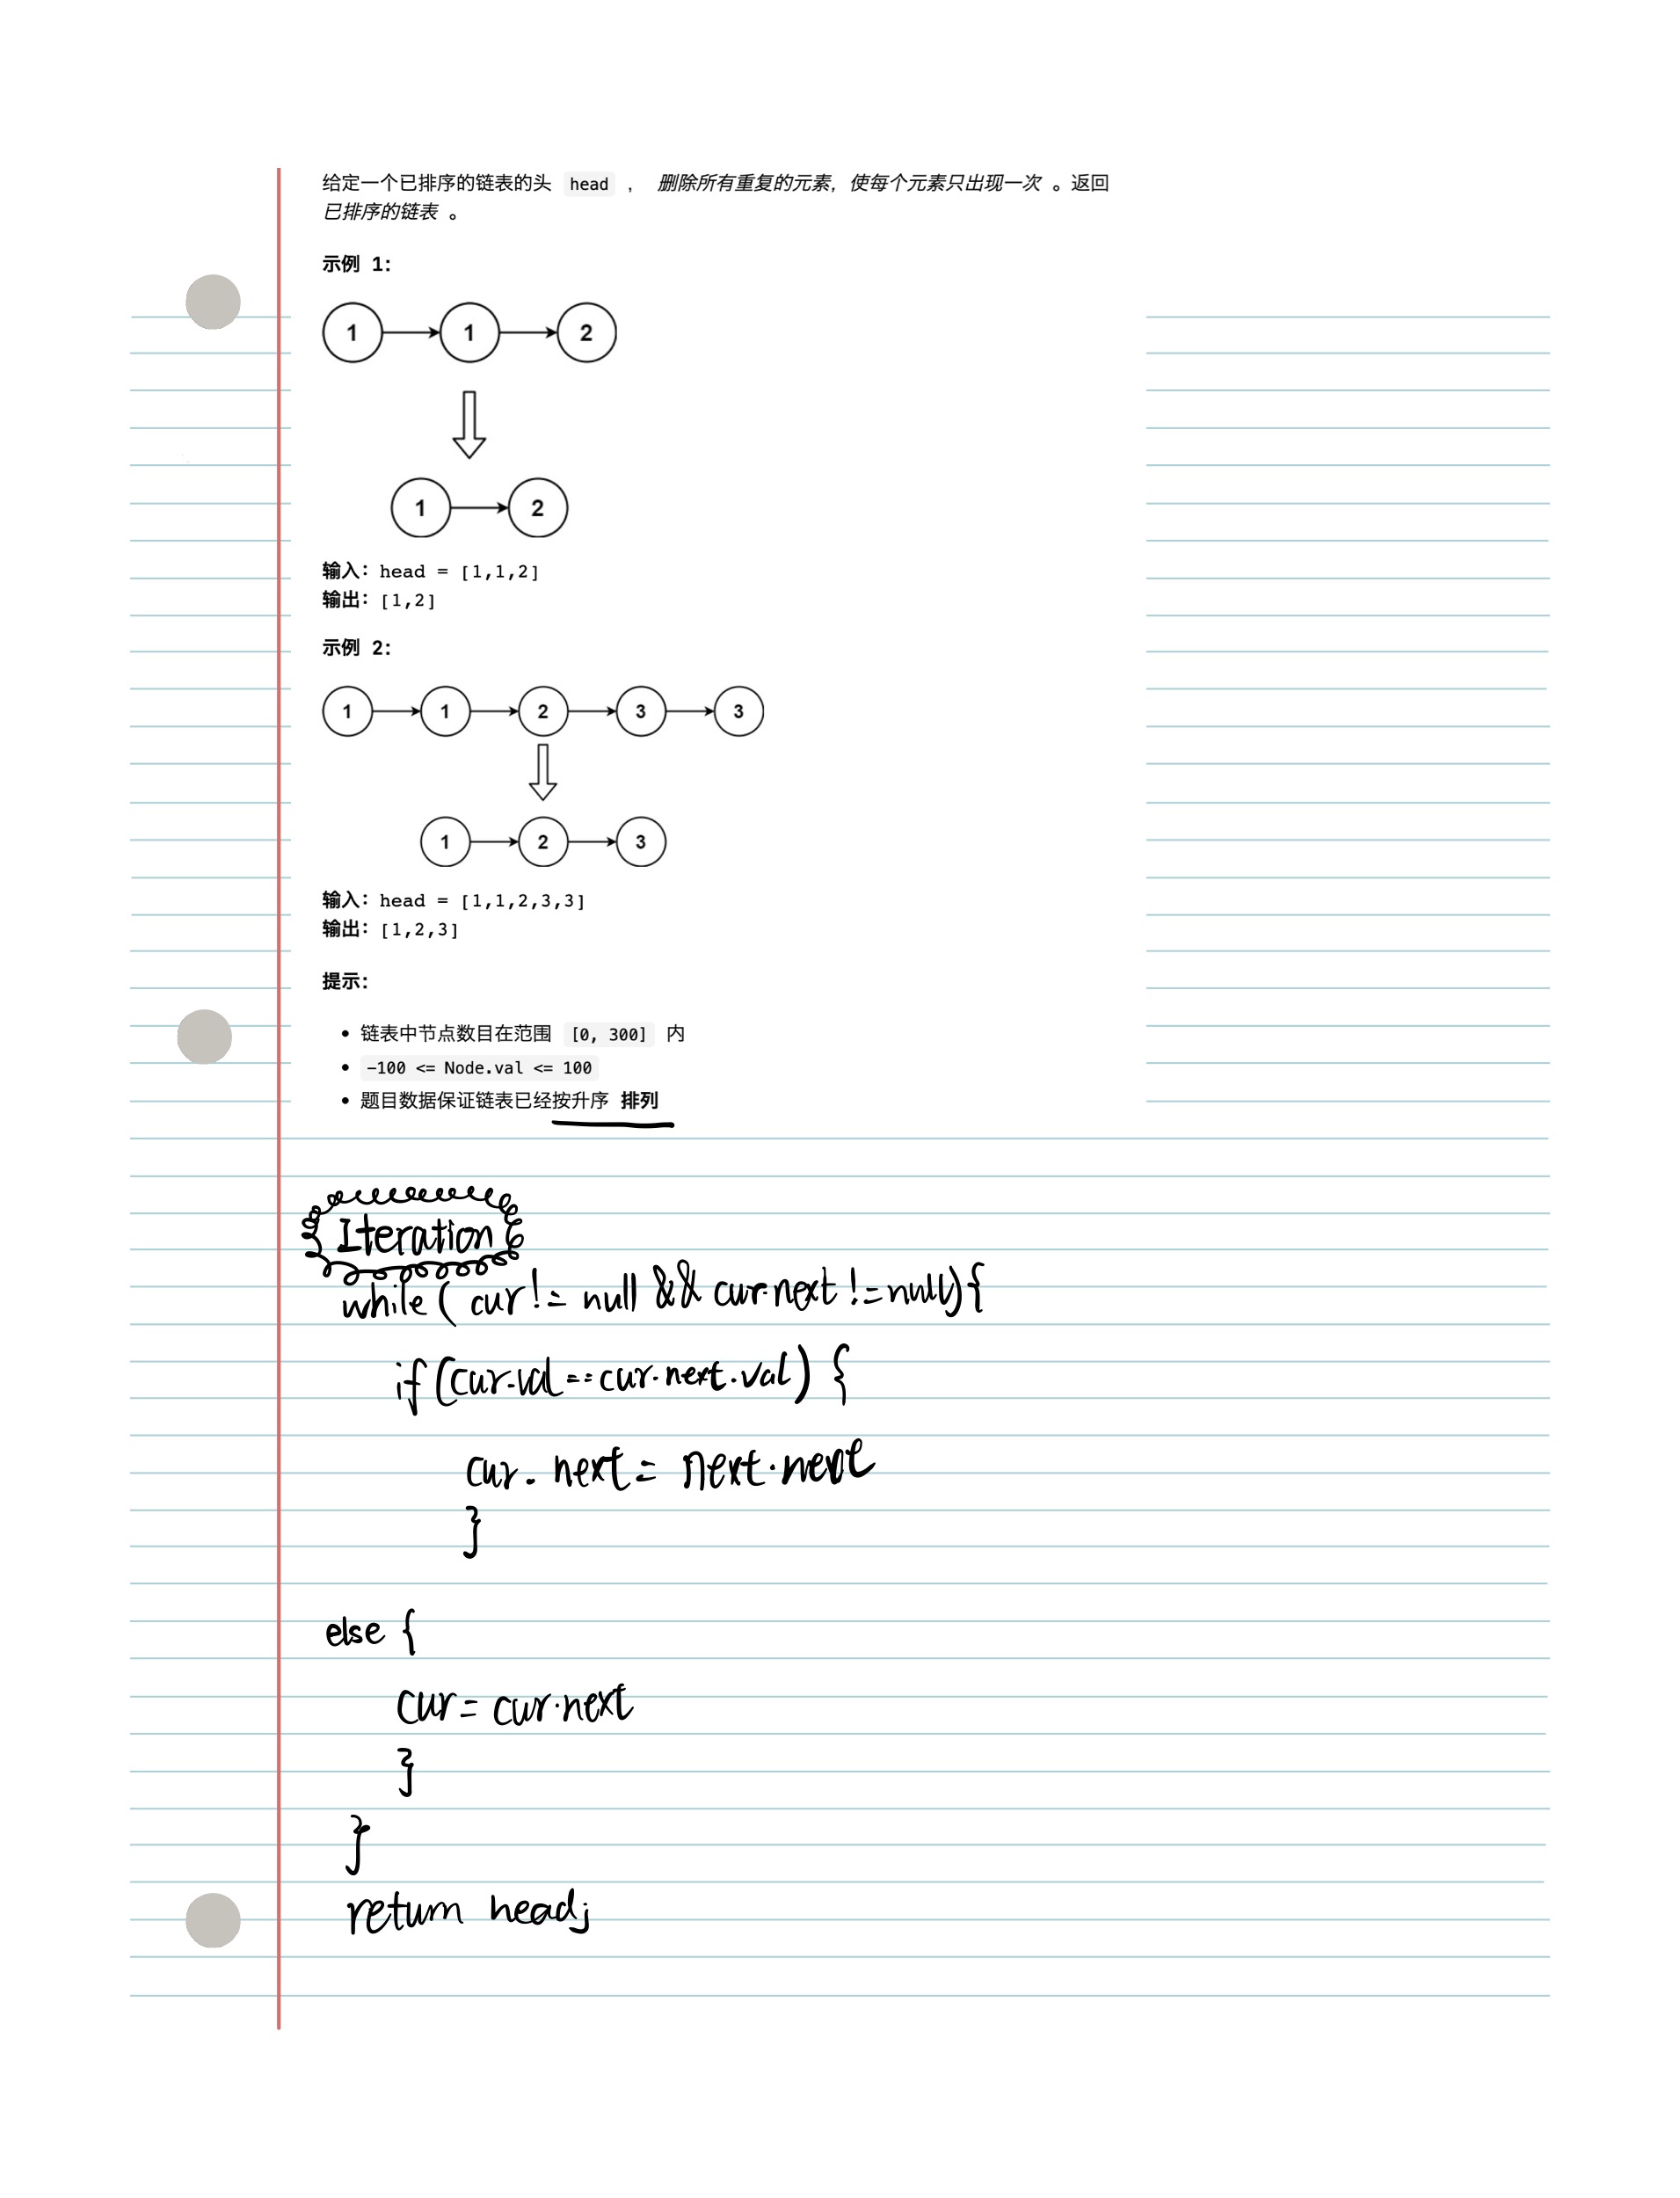 给定一个已排序的链表的头 head ， 删除所有重复的元素，使每个元素只出现一次 。返回
已排序的链表 。
示例 1：
1 1 2
1 2
输入：head = [1,1,2]
输出：[1,2]
示例 2：
1 1 2 3 3
1 2 3
输入：head = [1,1,2,3,3]
输出：[1,2,3]
提示：
• 链表中节点数目在范围 [0, 300] 内
• -100 <= Node.val <= 100
• 题目数据保证链表已经按升序 排列
Iteration
while ( cur != null && cur.next != null) {
if (cur.val == cur.next.val) {
cur. next = next.next
}
else {
cur = cur.next
}
}
return head;